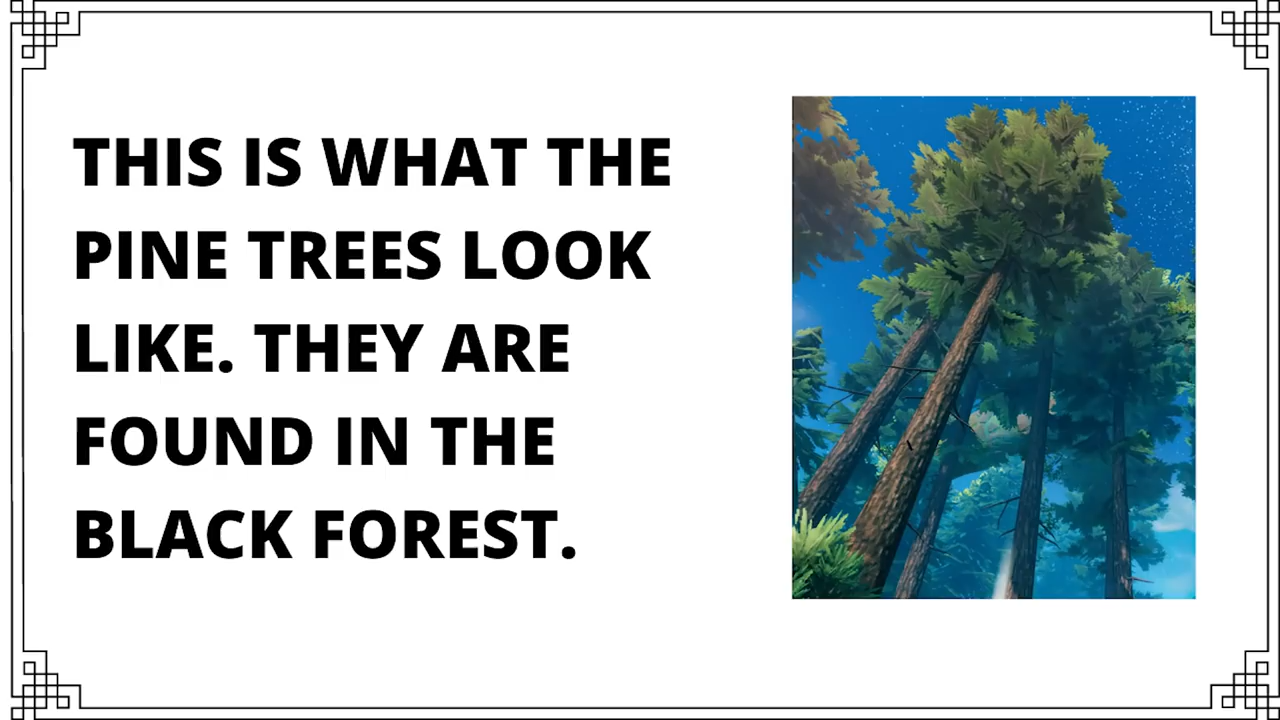 THIS IS WHAT THE
PINE TREES LOOK
LIKE. THEY ARE
FOUND IN THE
BLACK FOREST.